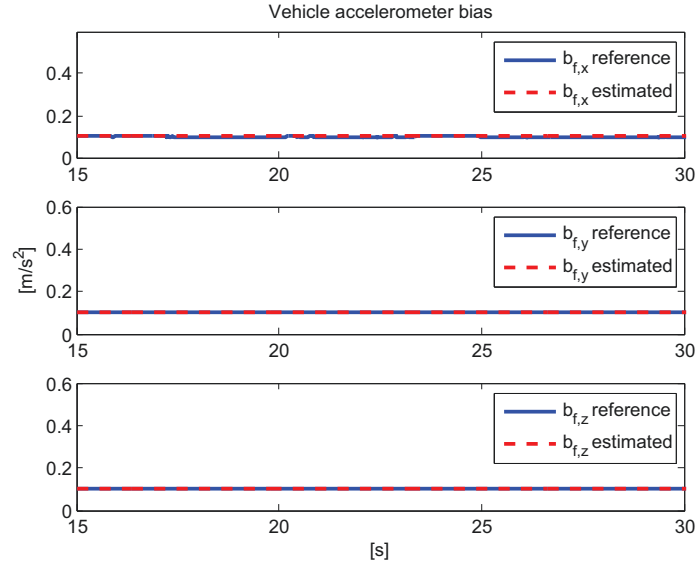 Vehicle accelerometer bias
0.4
0.2
0
15
20
25
30
b_f,x reference
b_f,x estimated
[m/s²]
0.6
0.4
0.2
0
15
20
25
30
b_f,y reference
b_f,y estimated
0.6
0.4
0.2
0
15
20
25
30
b_f,z reference
b_f,z estimated
[s]